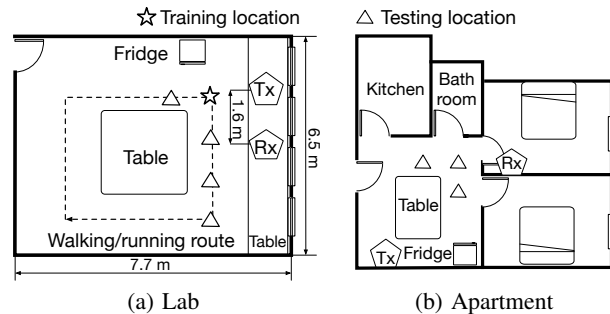 Training location
Testing location
Fridge
Tx
1.6 m
Rx
6.5 m
Table
Walking/running route
Table
7.7 m
(a) Lab
Kitchen
Bath
room
Rx
Table
Tx
Fridge
(b) Apartment